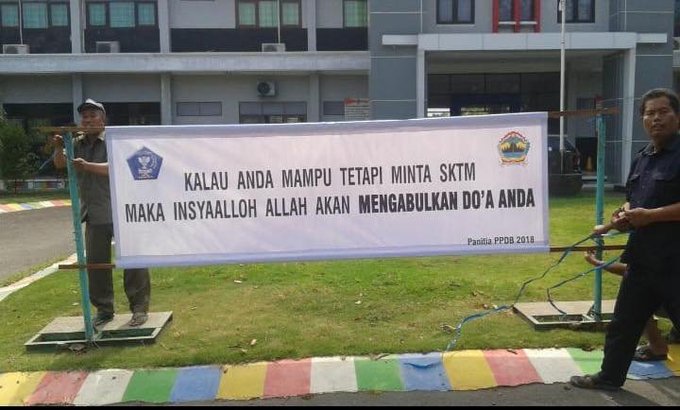 KALAU ANDA MAMPU TETAPI MINTA SKTM
MAKA INSYAALLOH ALLAH AKAN MENGABULKAN DO'A ANDA
Panitia PPDB 2018